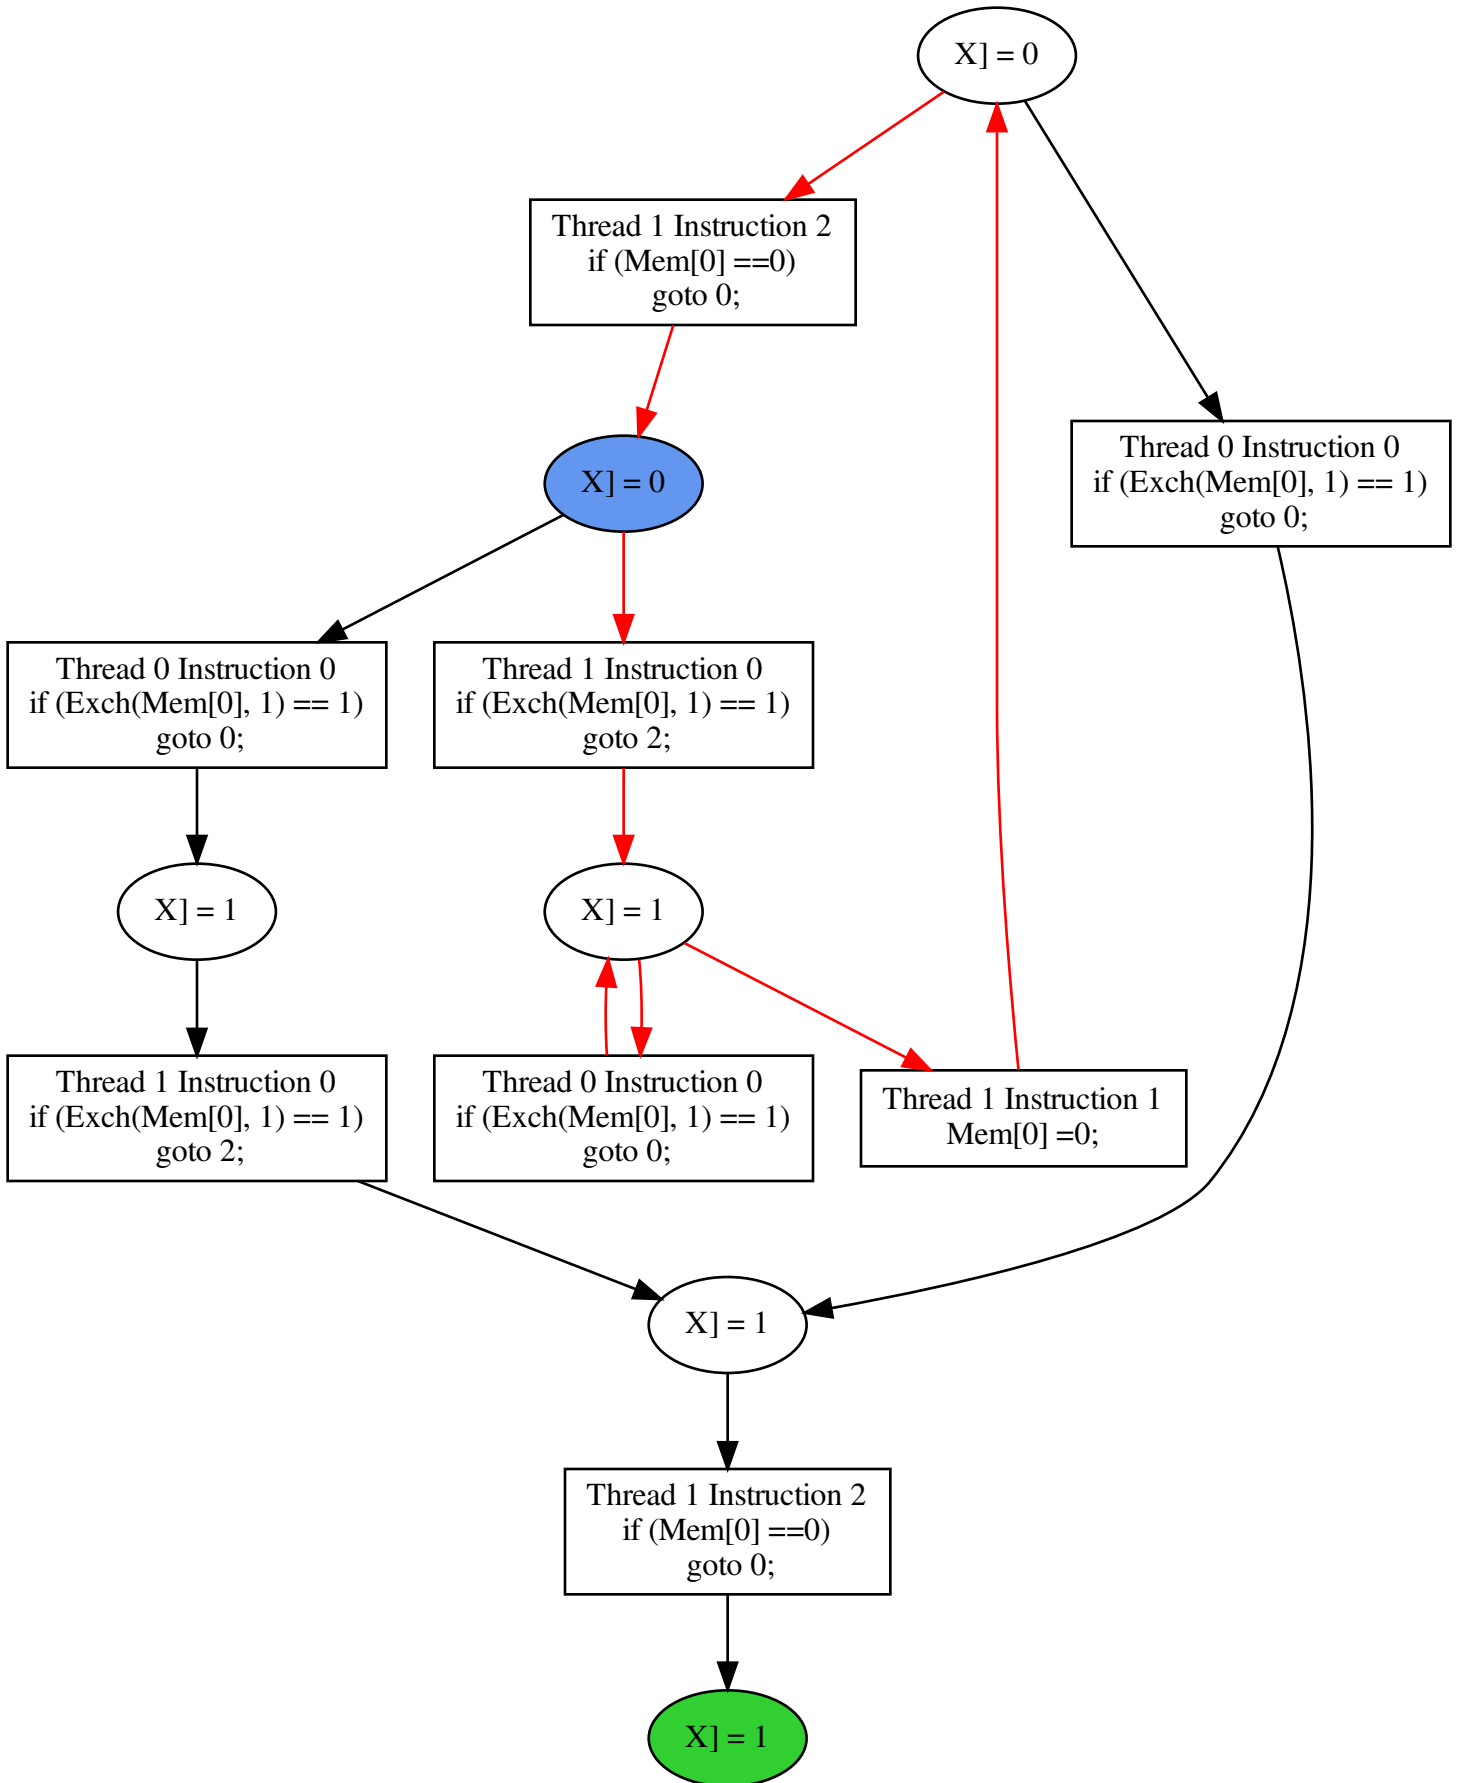 X] = 0
Thread 1 Instruction 2
if (Mem[0] ==0)
goto 0;
Thread 0 Instruction 0
if (Exch(Mem[0], 1) == 1)
goto 0;
X] = 0
Thread 0 Instruction 0
if (Exch(Mem[0], 1) == 1)
goto 0;
Thread 1 Instruction 0
if (Exch(Mem[0], 1) == 1)
goto 2;
X] = 1
X] = 1
Thread 1 Instruction 0
if (Exch(Mem[0], 1) == 1)
goto 2;
Thread 0 Instruction 0
if (Exch(Mem[0], 1) == 1)
goto 0;
Thread 1 Instruction 1
Mem[0] =0;
X] = 1
Thread 1 Instruction 2
if (Mem[0] ==0)
goto 0;
X] = 1